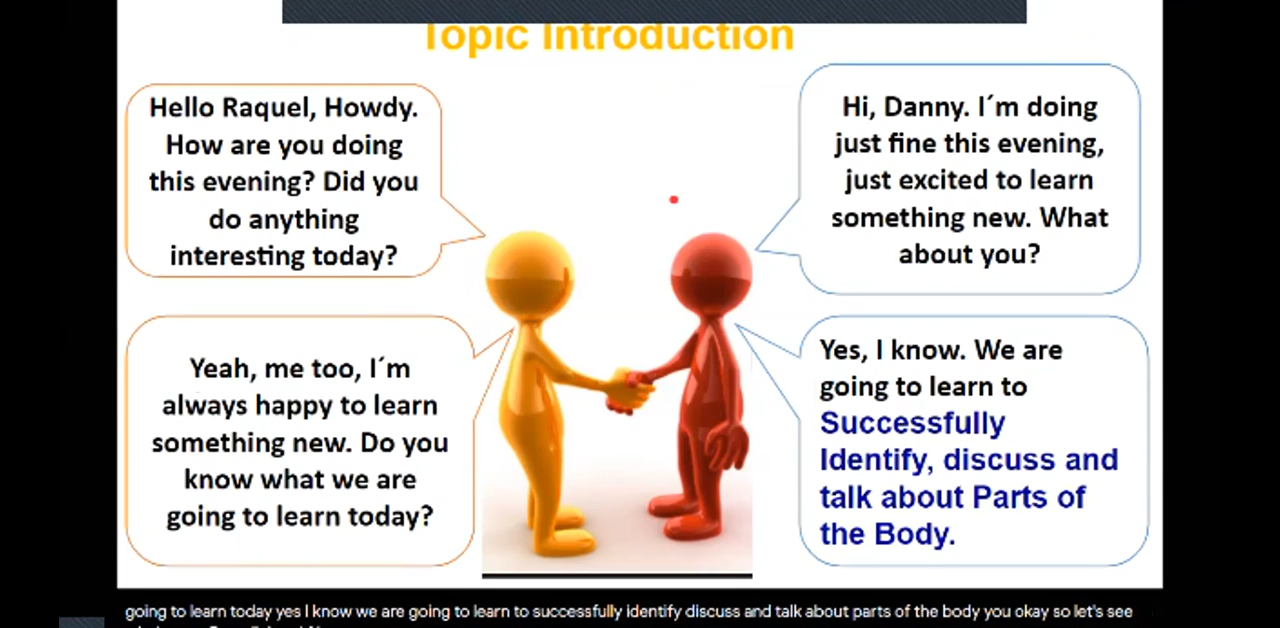 Topic Introduction
Hello Raquel, Howdy.
How are you doing
this evening? Did you
do anything
interesting today?
Hi, Danny. I´m doing
just fine this evening,
just excited to learn
something new. What
about you?
Yeah, me too, I´m
always happy to learn
something new. Do you
know what we are
going to learn today?
Yes, I know. We are
going to learn to
Successfully
Identify, discuss and
talk about Parts of
the Body.
going to learn today yes I know we are going to learn to successfully identify discuss and talk about parts of the body you okay so let's see